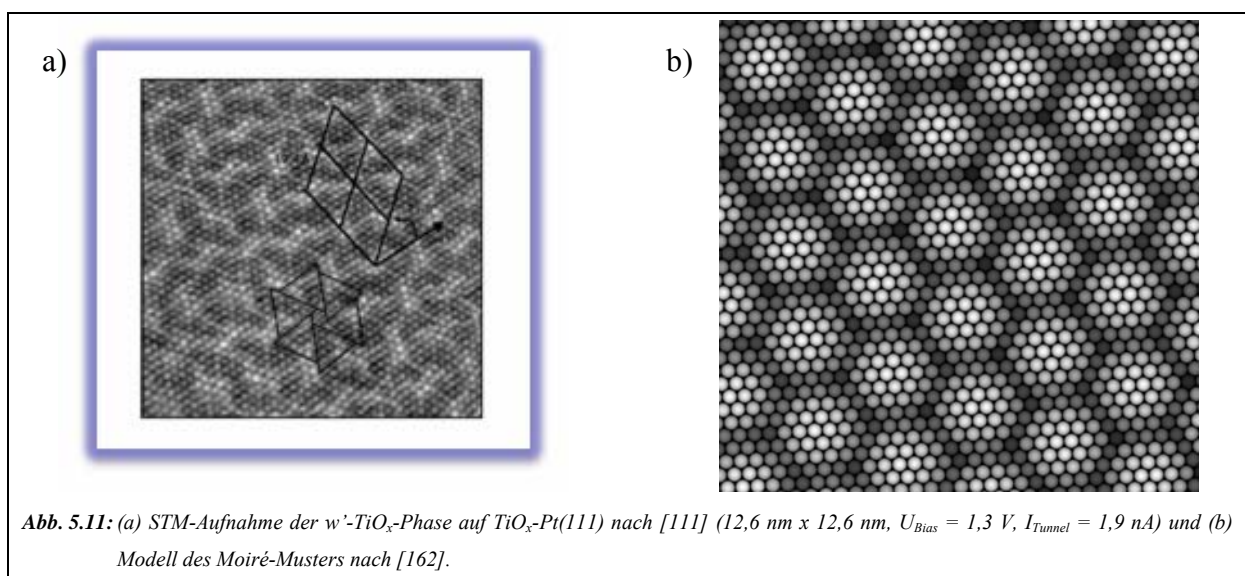 a)
b)
Abb. 5.11: (a) STM-Aufnahme der w’-TiOx-Phase auf TiOx-Pt(111) nach [111] (12,6 nm x 12,6 nm, UBias = 1,3 V, ITunnel = 1,9 nA) und (b)
Modell des Moiré-Musters nach [162].